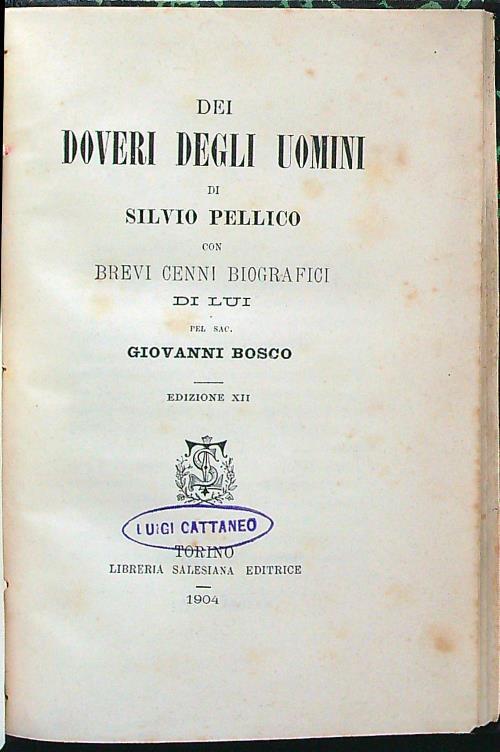 DEI
DOVERI DEGLI UOMINI
DI
SILVIO PELLICO
CON
BREVI CENNI BIOGRAFICI
DI LUI
PEL SAC.
GIOVANNI BOSCO
EDIZIONE XII
LUIGI CATTANEO
TORINO
LIBRERIA SALESIANA EDITRICE
1904